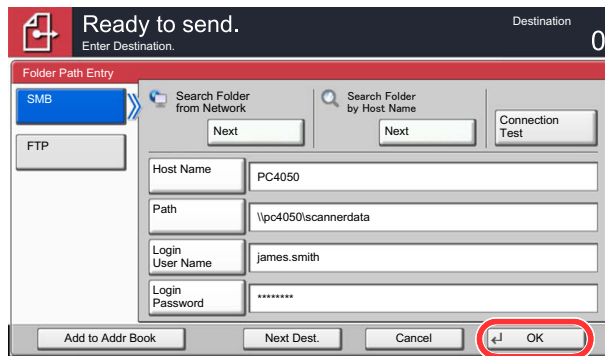 Ready to send.
Enter Destination.
Destination
0
Folder Path Entry
SMB
FTP
Search Folder
from Network
Next
Search Folder
by Host Name
Next
Connection
Test
Host Name
PC4050
Path
\\pc4050\scannerdata
Login
User Name
james.smith
Login
Password
********
Add to Addr Book
Next Dest.
Cancel
OK